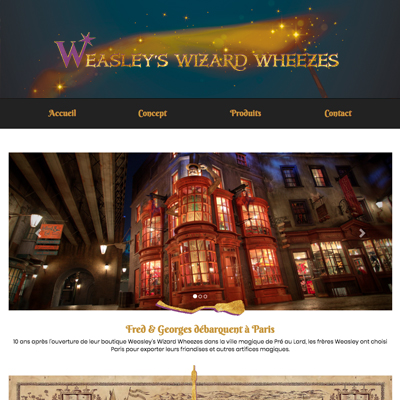 WEASLEY'S WIZARD WHEEZES
Accueil Concept Produits Contact
Fred & Georges débarquent à Paris
10 ans après l'ouverture de leur boutique Weasley's Wizard Wheezes dans la ville magique de Pré au Lard, les frères Weasley ont choisi
Paris pour exporter leurs friandises et autres artifices magiques.